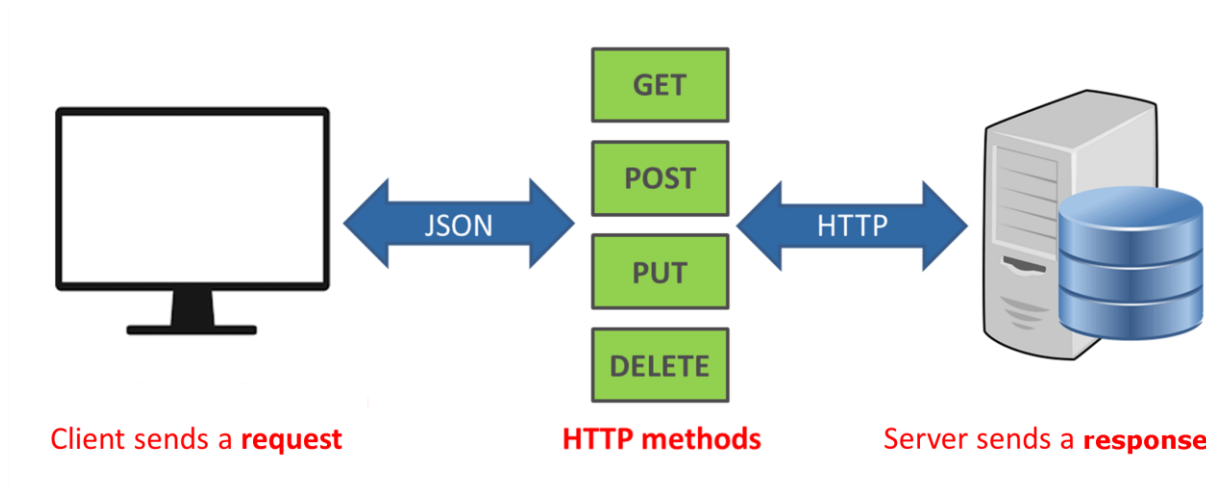 GET
POST
JSON
HTTP
PUT
DELETE
Client sends a request
HTTP methods
Server sends a response